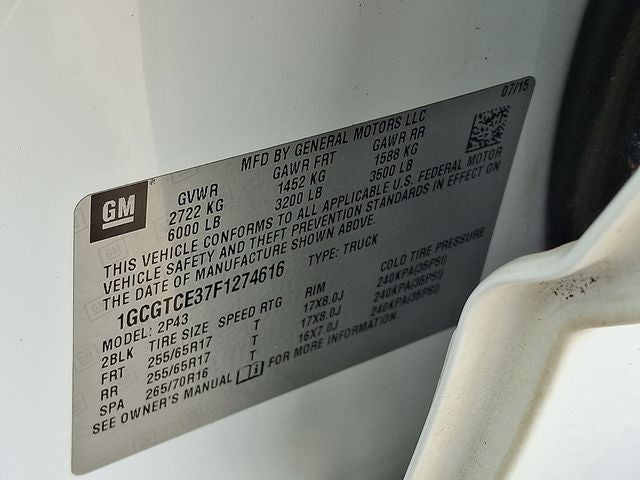 07/15
GM
MFD BY GENERAL MOTORS LLC
GVWR GAWR FRT GAWR RR
2722 KG 1452 KG 1588 KG
6000 LB 3200 LB 3500 LB
THIS VEHICLE CONFORMS TO ALL APPLICABLE U.S. FEDERAL MOTOR
VEHICLE SAFETY AND THEFT PREVENTION STANDARDS IN EFFECT ON
THE DATE OF MANUFACTURE SHOWN ABOVE.
1GCGTCE37F1274616 TYPE: TRUCK
MODEL: 2P43
2BLK TIRE SIZE SPEED RTG RIM COLD TIRE PRESSURE
FRT 255/65R17 T 17X8.0J 240KPA(35PSI)
RR 255/65R17 T 17X8.0J 240KPA(35PSI)
SPA 265/70R16 T 16X7.0J 240KPA(35PSI)
SEE OWNER'S MANUAL FOR MORE INFORMATION.